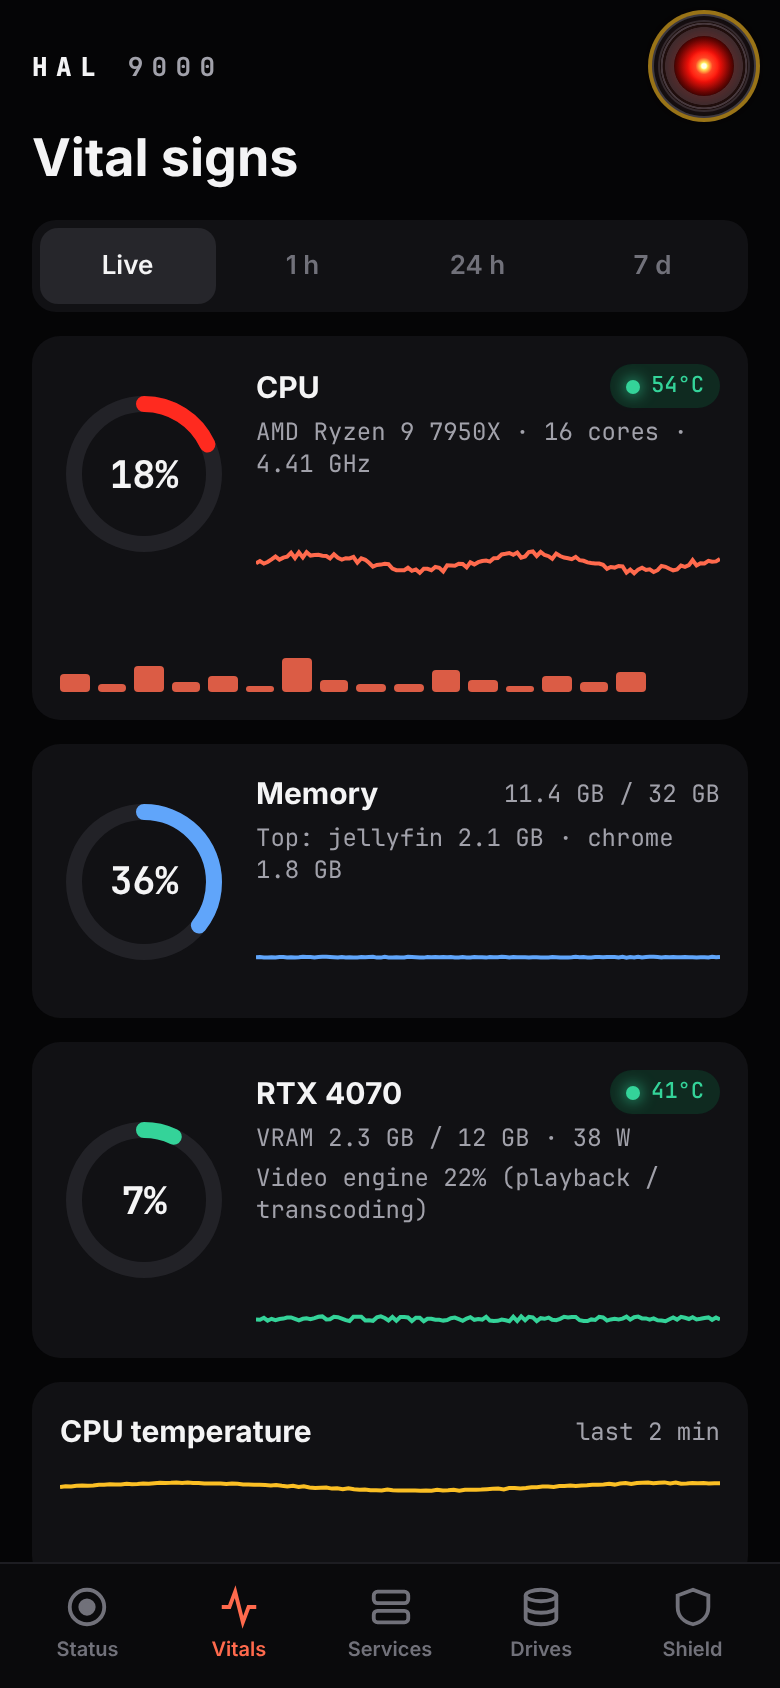 HAL 9000
Vital signs
Live 1 h 24 h 7 d
CPU 54°C
AMD Ryzen 9 7950X · 16 cores ·
4.41 GHz
18%
Memory 11.4 GB / 32 GB
Top: jellyfin 2.1 GB · chrome
1.8 GB
36%
RTX 4070 41°C
VRAM 2.3 GB / 12 GB · 38 W
Video engine 22% (playback /
transcoding)
7%
CPU temperature last 2 min
Status Vitals Services Drives Shield